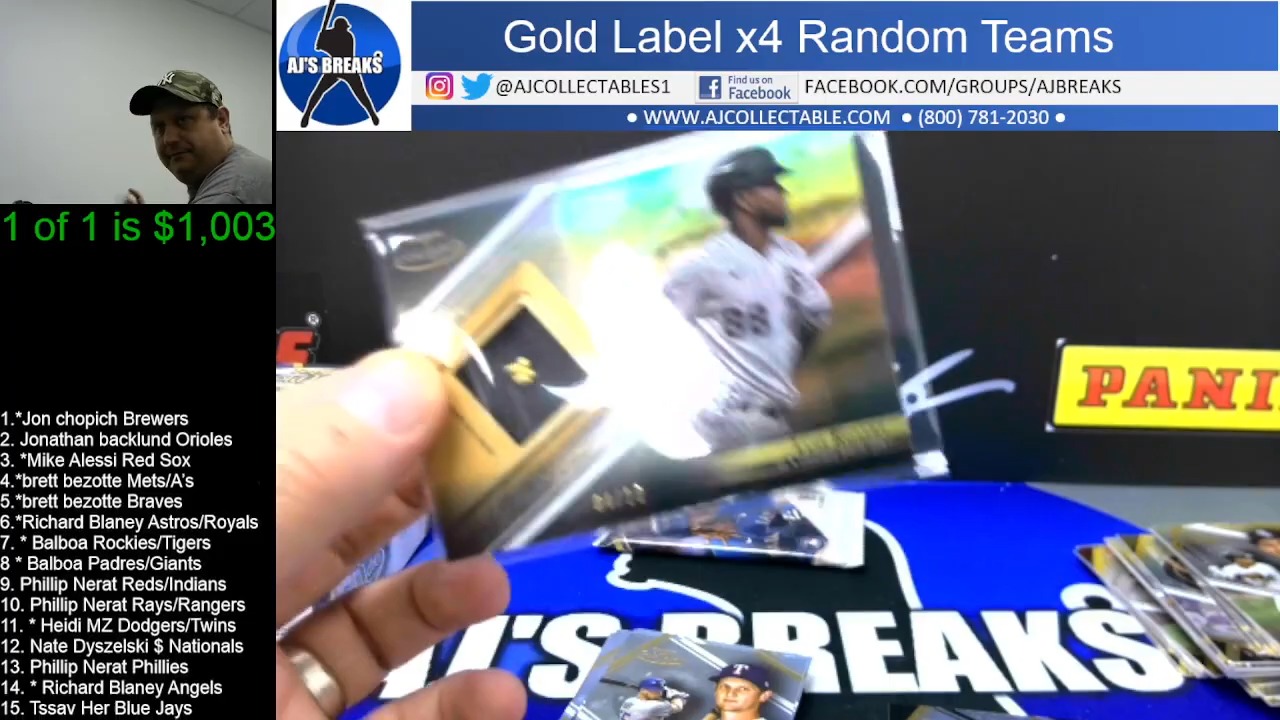 AJ'S BREAKS
Gold Label x4 Random Teams
@AJCOLLECTABLES1 Find us on Facebook FACEBOOK.COM/GROUPS/AJBREAKS
• WWW.AJCOLLECTABLE.COM • (800) 781-2030 •
1 of 1 is $1,003
1.*Jon chopich Brewers
2. Jonathan backlund Orioles
3. *Mike Alessi Red Sox
4.*brett bezotte Mets/A's
5.*brett bezotte Braves
6.*Richard Blaney Astros/Royals
7. * Balboa Rockies/Tigers
8 * Balboa Padres/Giants
9. Phillip Nerat Reds/Indians
10. Phillip Nerat Rays/Rangers
11. * Heidi MZ Dodgers/Twins
12. Nate Dyszelski $ Nationals
13. Phillip Nerat Phillies
14. * Richard Blaney Angels
15. Tssav Her Blue Jays
PANI
AJ'S BREAKS
T